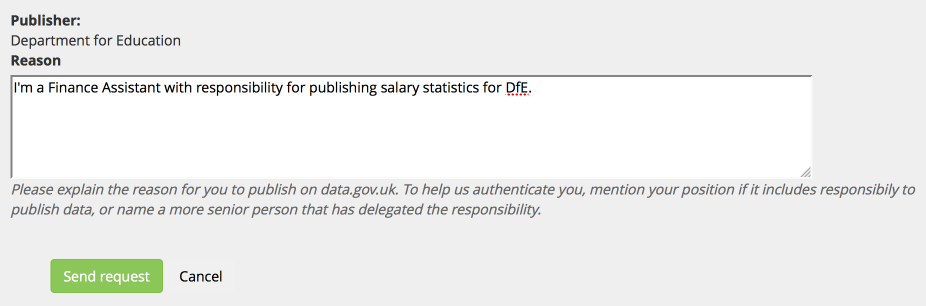 Publisher:
Department for Education
Reason
I'm a Finance Assistant with responsibility for publishing salary statistics for DfE.
Please explain the reason for you to publish on data.gov.uk. To help us authenticate you, mention your position if it includes responsibily to
publish data, or name a more senior person that has delegated the responsibility.
Send request Cancel